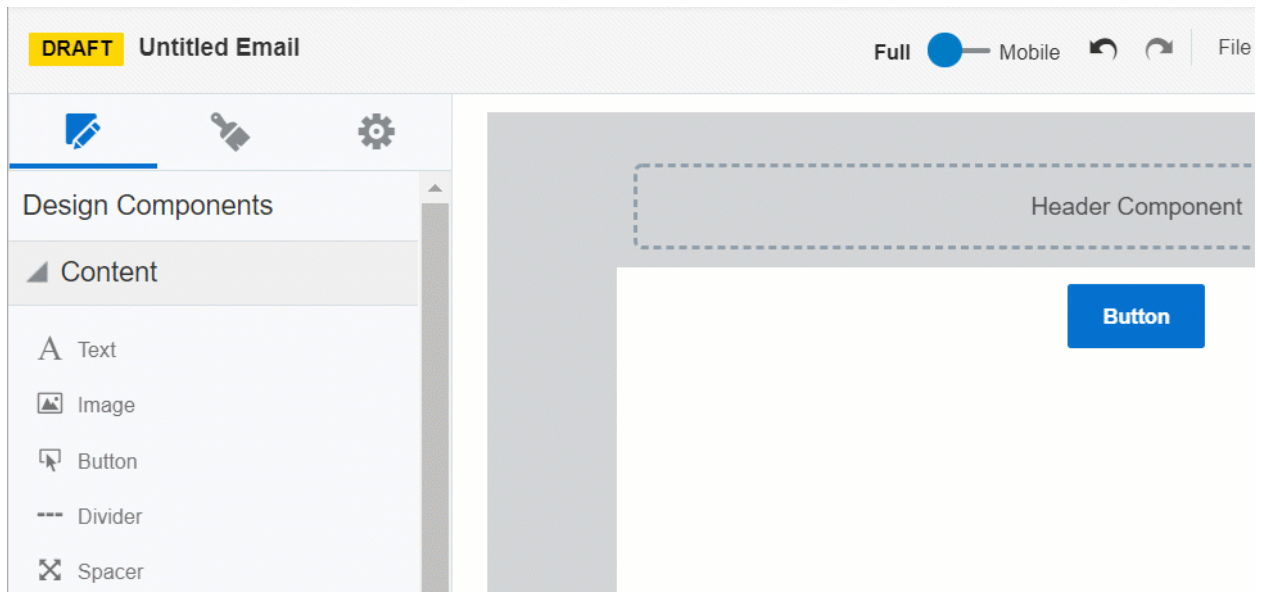 DRAFT Untitled Email
Full Mobile File
Design Components
Header Component
Content
Button
Text
Image
Button
Divider
Spacer